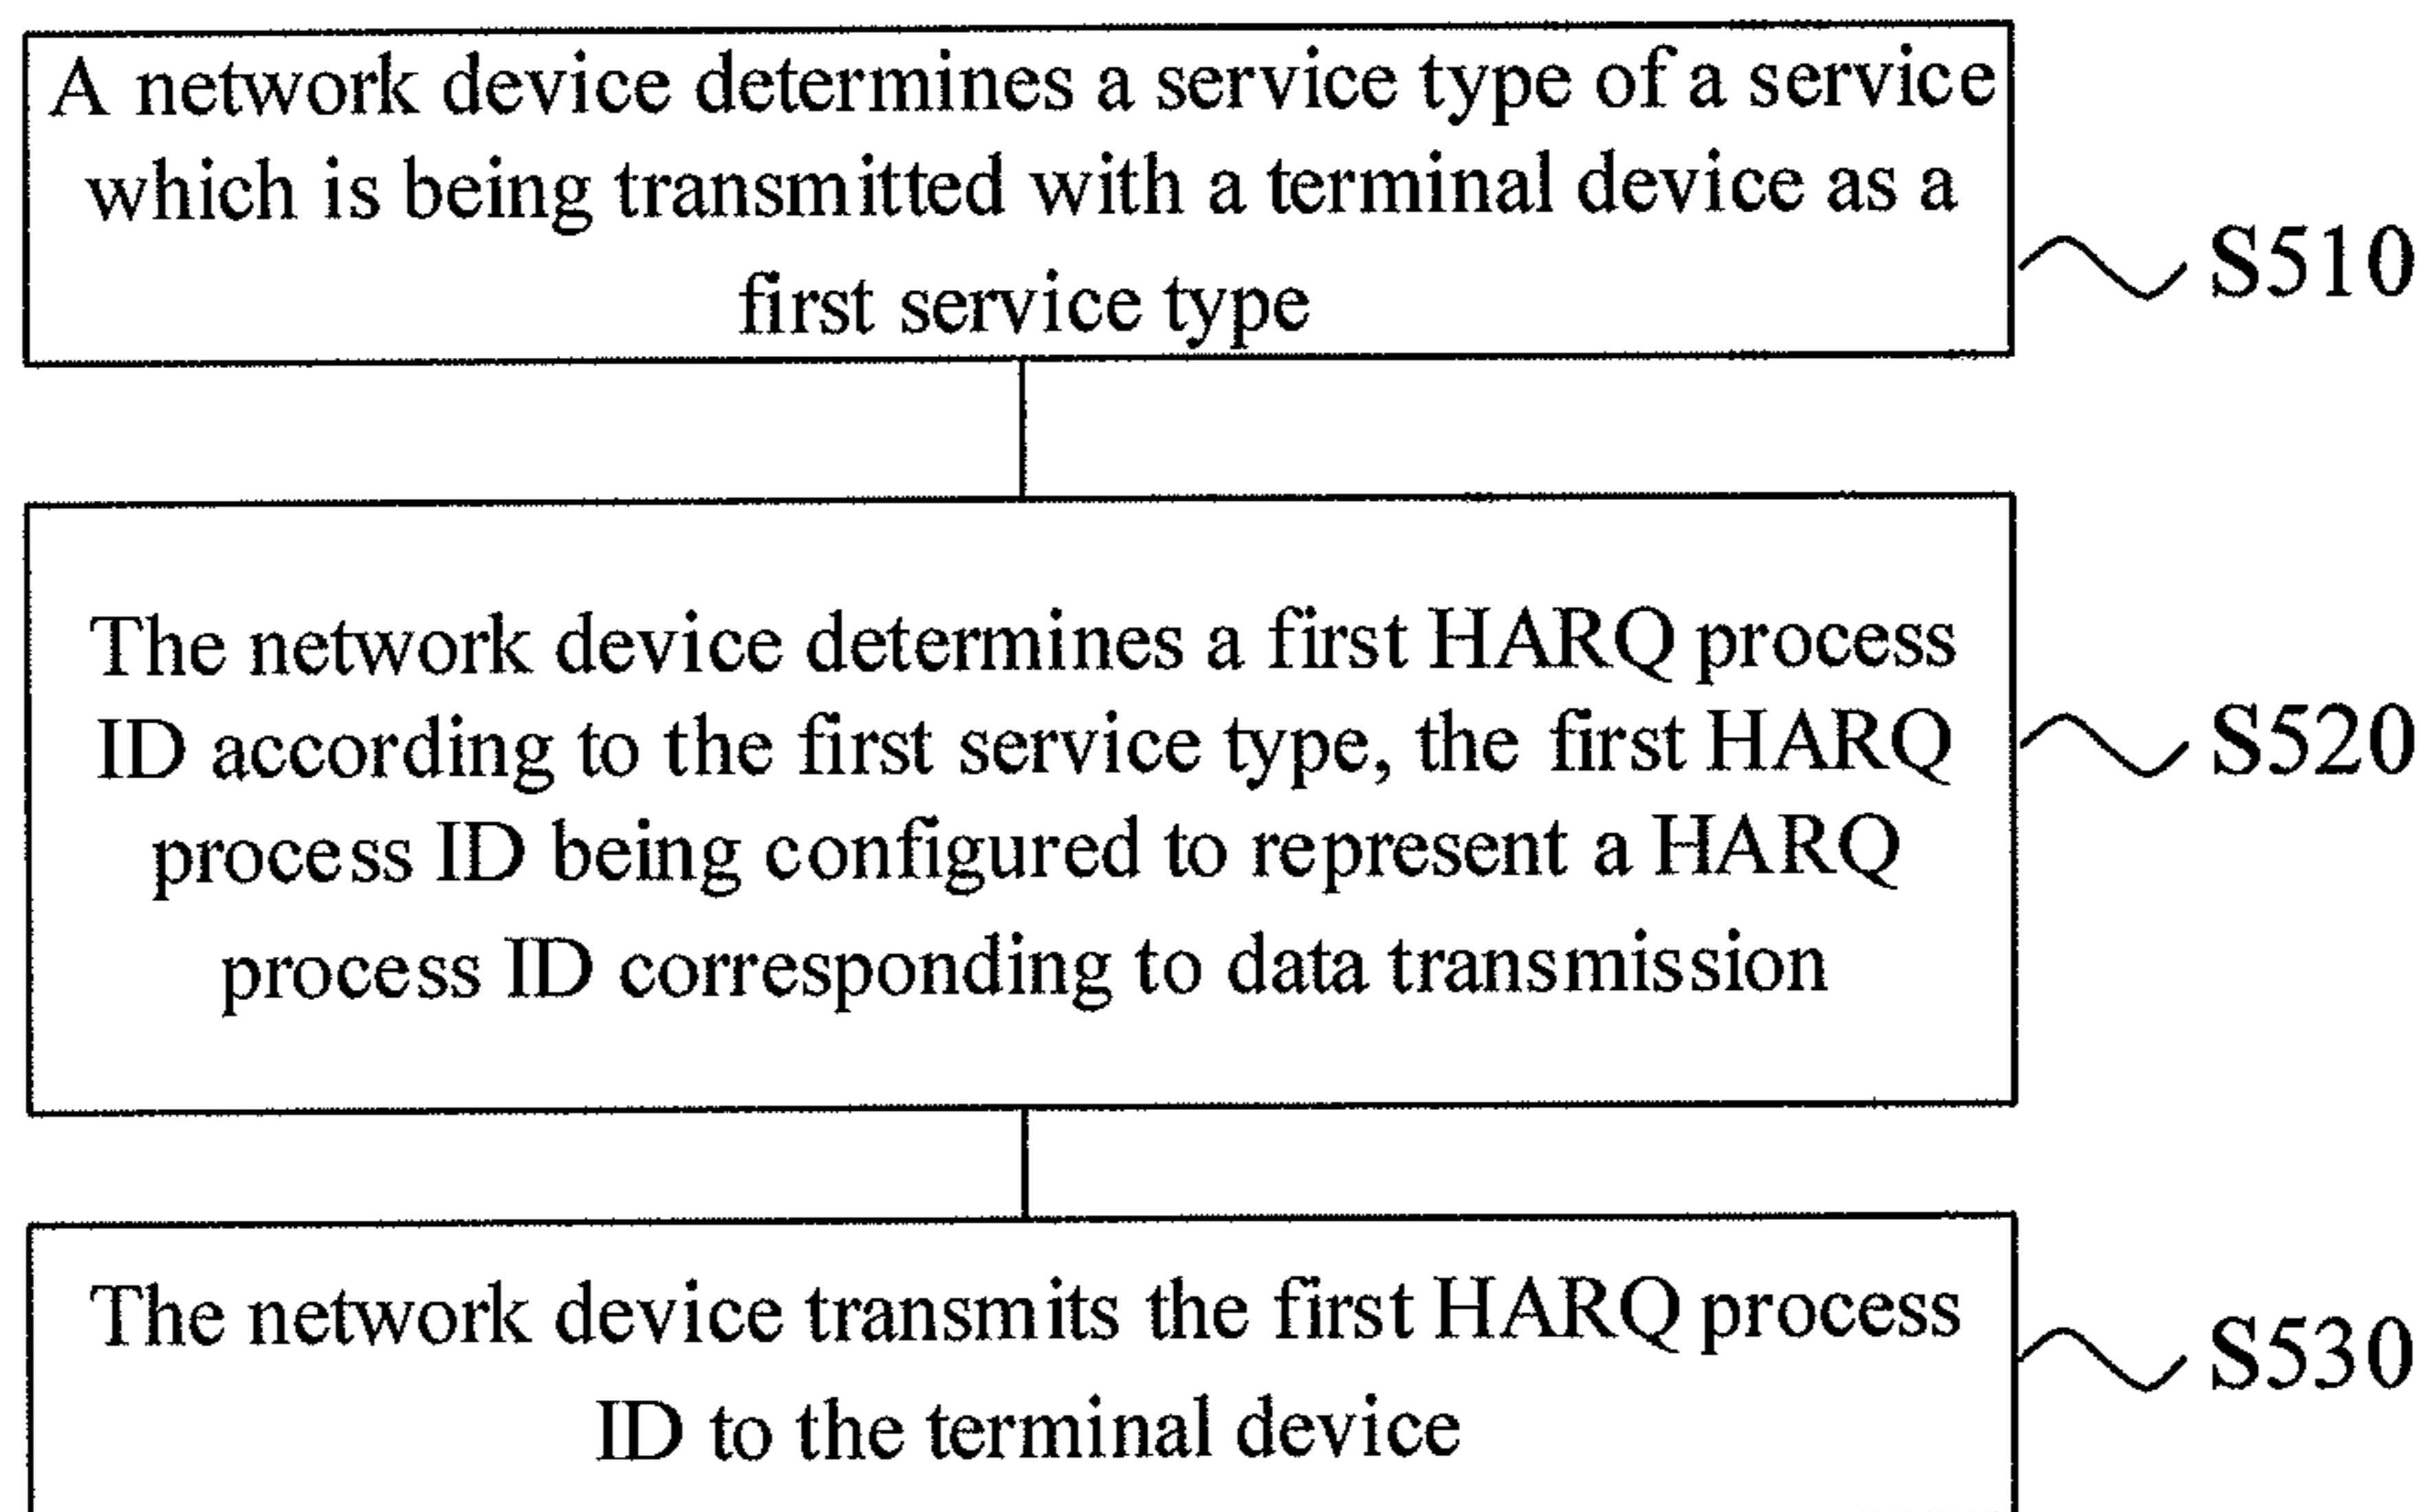 A network device determines a service type of a service
which is being transmitted with a terminal device as a
first service type
S510
The network device determines a first HARQ process
ID according to the first service type, the first HARQ
process ID being configured to represent a HARQ
process ID corresponding to data transmission
S520
The network device transmits the first HARQ process
ID to the terminal device
S530